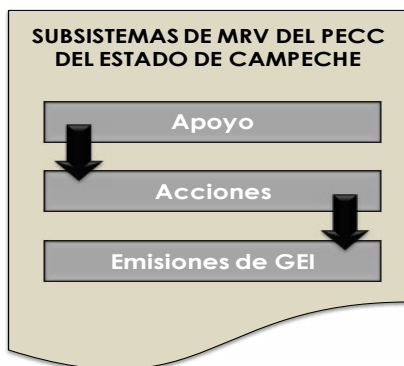 SUBSISTEMAS DE MRV DEL PECC
DEL ESTADO DE CAMPECHE
Apoyo
Acciones
Emisiones de GEI